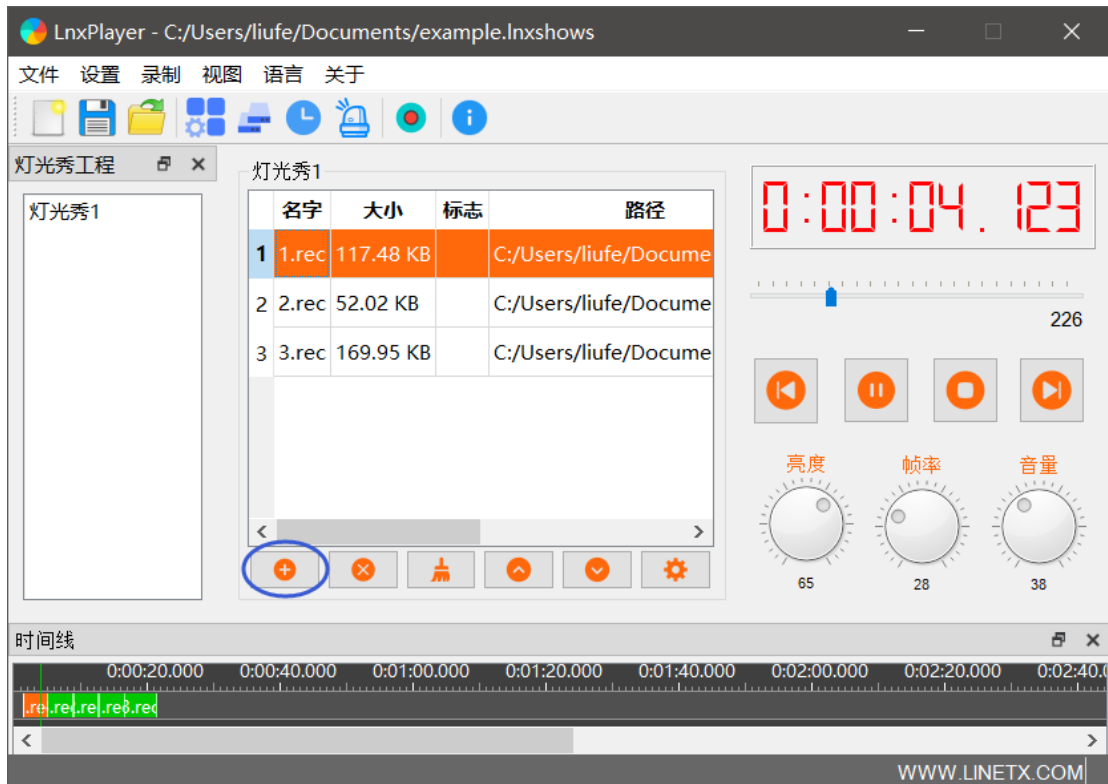 LnxPlayer - C:/Users/liufe/Documents/example.lnxshows
文件 设置 录制 视图 语言 关于
灯光秀工程
灯光秀1
灯光秀1
名字 大小 标志 路径
1 1.rec 117.48 KB C:/Users/liufe/Docume
2 2.rec 52.02 KB C:/Users/liufe/Docume
3 3.rec 169.95 KB C:/Users/liufe/Docume
0:00:04.123
226
亮度 帧率 音量
65 28 38
时间线
0:00:20.000 0:00:40.000 0:01:00.000 0:01:20.000 0:01:40.000 0:02:00.000 0:02:20.000 0:02:40.0
WWW.LINETX.COM